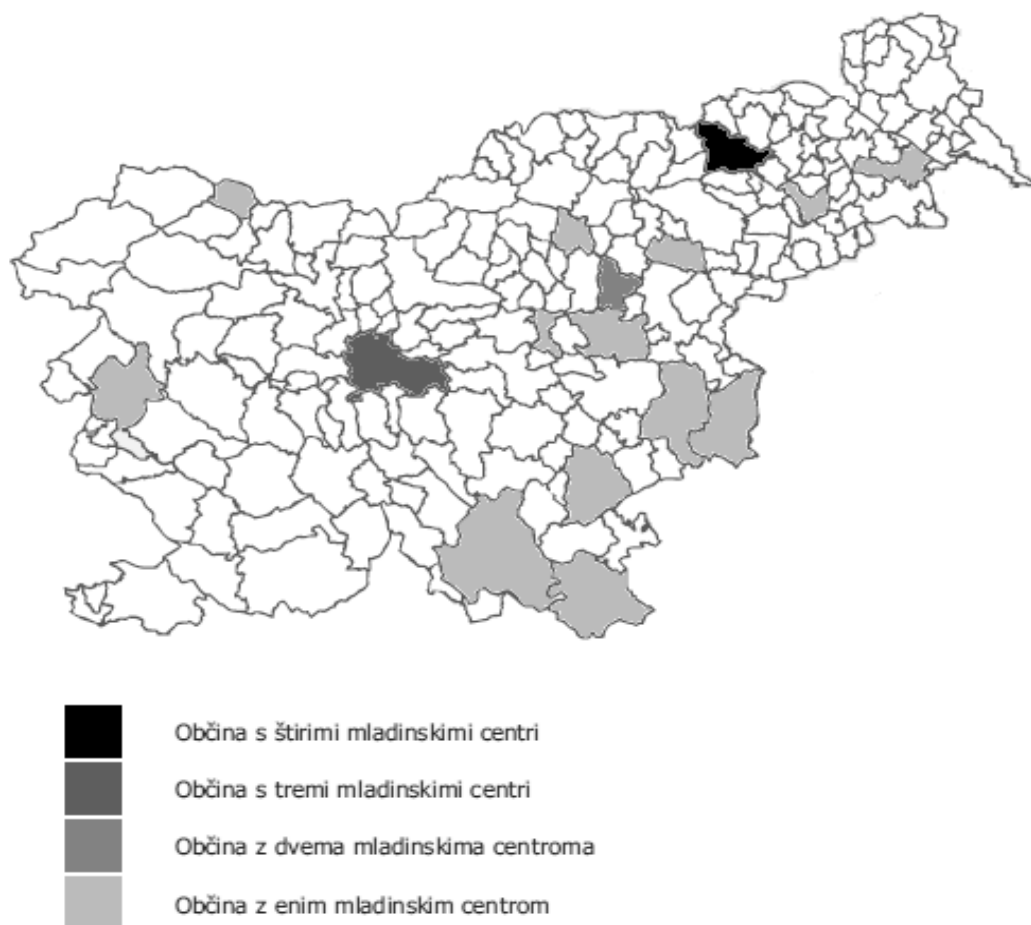 Občina s štirimi mladinskimi centri
Občina s tremi mladinskimi centri
Občina z dvema mladinskima centroma
Občina z enim mladinskim centrom